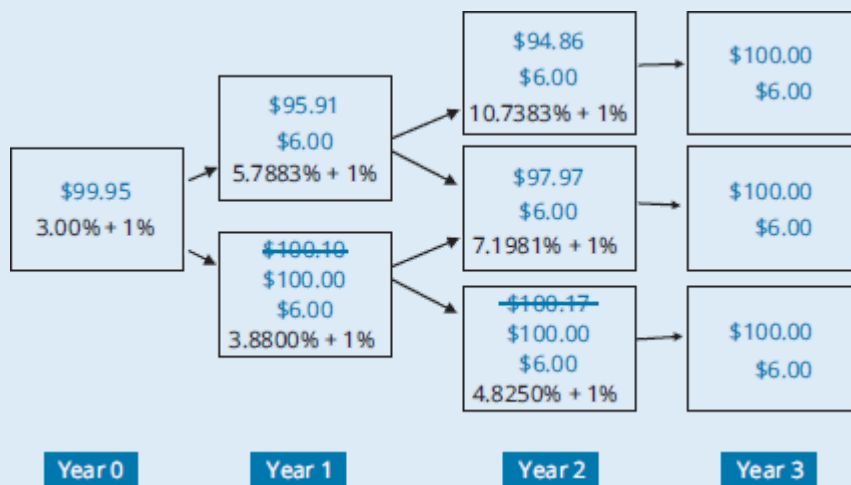 $99.95
3.00% + 1%
$95.91
$6.00
5.7883% + 1%
$100.10
$100.00
$6.00
3.8800% + 1%
$94.86
$6.00
10.7383% + 1%
$97.97
$6.00
7.1981% + 1%
$100.17
$100.00
$6.00
4.8250% + 1%
$100.00
$6.00
$100.00
$6.00
$100.00
$6.00
Year 0
Year 1
Year 2
Year 3